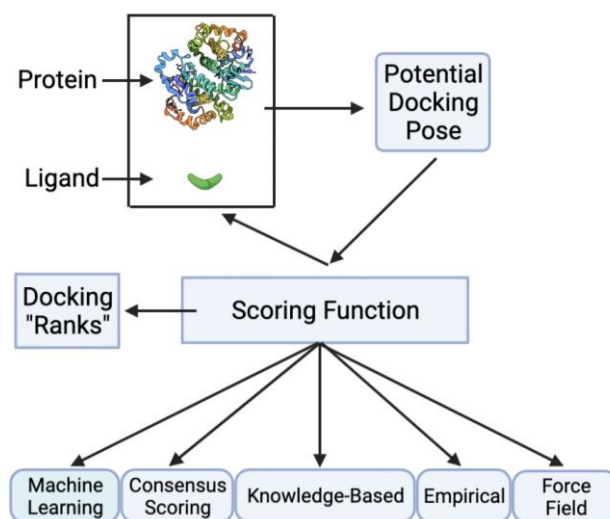 Protein
Ligand
Potential
Docking
Pose
Docking
"Ranks"
Scoring Function
Machine
Learning
Consensus
Scoring
Knowledge-Based
Empirical
Force
Field